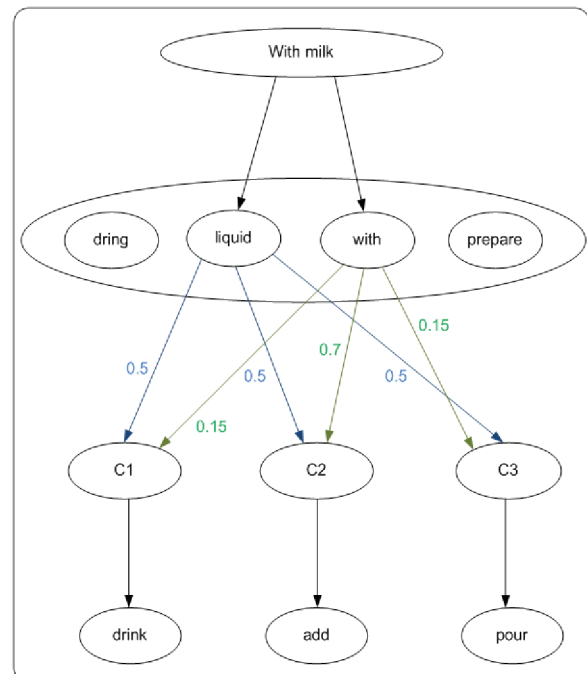 With milk
dring
liquid
with
prepare
0.15
0.7
0.5
0.5
0.5
0.15
C1
C2
C3
drink
add
pour